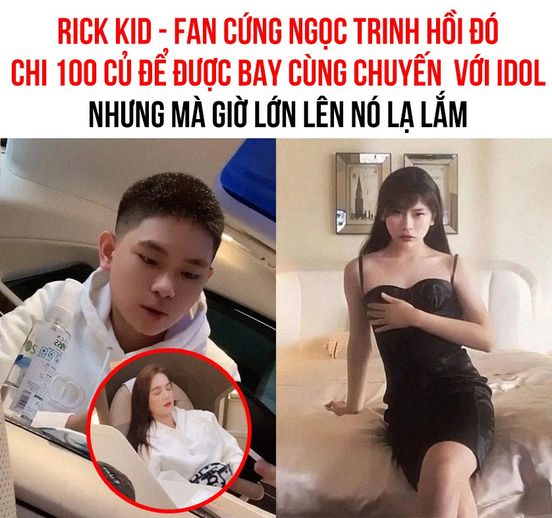 RICK KID - FAN CỨNG NGỌC TRINH HỒI ĐÓ
CHI 100 CỦ ĐỂ ĐƯỢC BAY CÙNG CHUYẾN VỚI IDOL
NHƯNG MÀ GIỜ LỚN LÊN NÓ LẠ LẮM